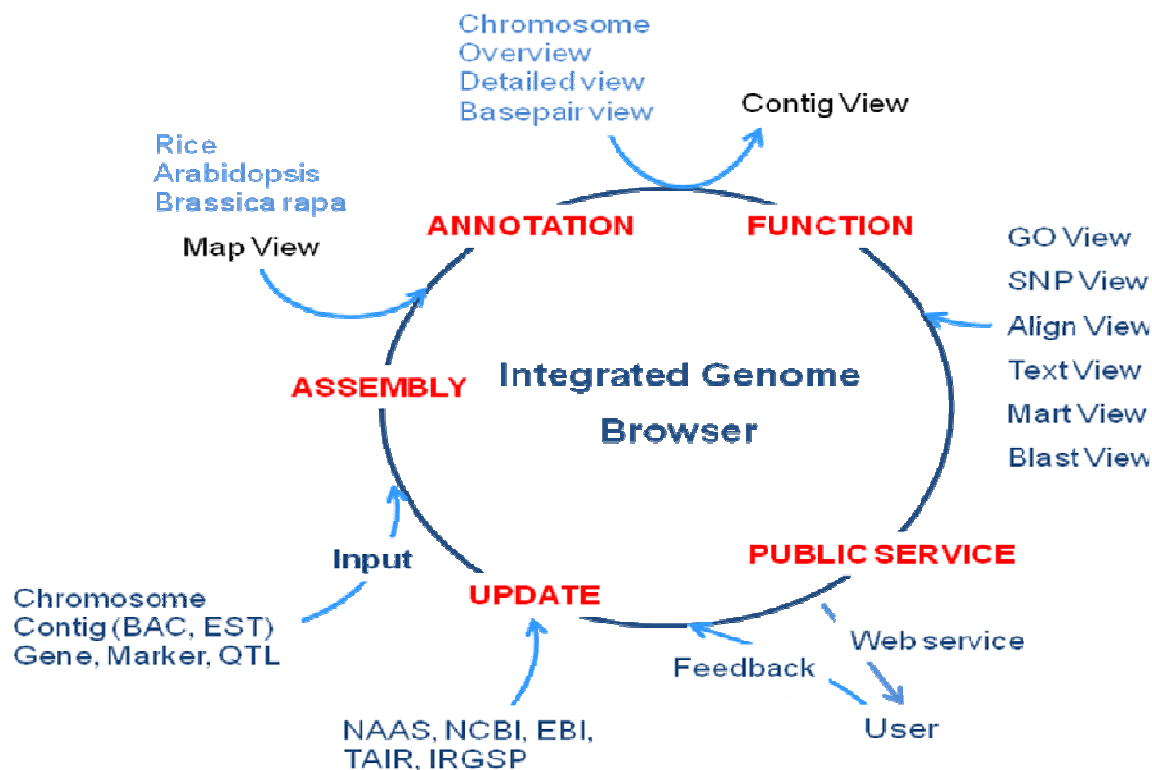 Chromosome
Overview
Detailed view
Basepair view
Contig View
Rice
Arabidopsis
Brassica rapa
Map View
ANNOTATION
FUNCTION
GO View
SNP View
Align View
Text View
Mart View
Blast View
ASSEMBLY
Integrated Genome
Browser
Input
PUBLIC SERVICE
UPDATE
Chromosome
Contig (BAC, EST)
Gene, Marker, QTL
Web service
Feedback
User
NAAS, NCBI, EBI,
TAIR, IRGSP